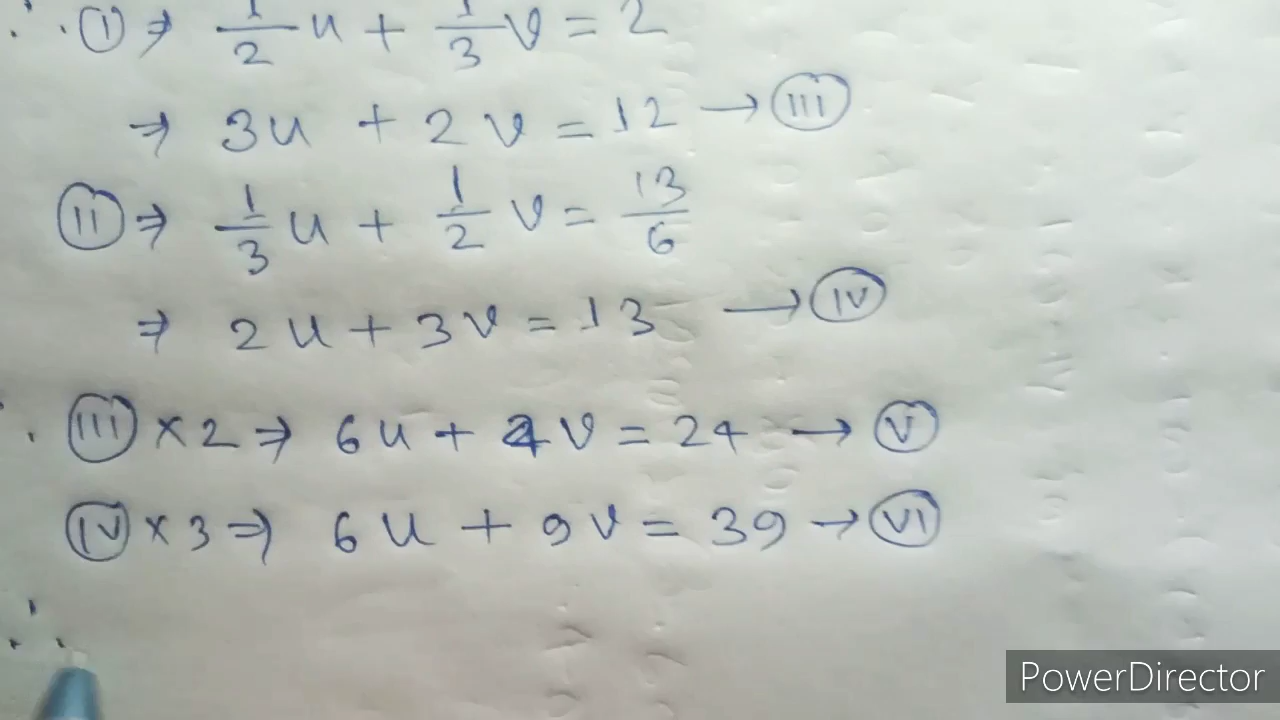 ∴ (I) ⇒ 1/2 u + 1/3 v = 2
⇒ 3u + 2v = 12 → (III)
(II) ⇒ 1/3 u + 1/2 v = 13/6
⇒ 2u + 3v = 13 → (IV)
∴ (III) × 2 ⇒ 6u + 4v = 24 → (V)
(IV) × 3 ⇒ 6u + 9v = 39 → (VI)
∴
PowerDirector